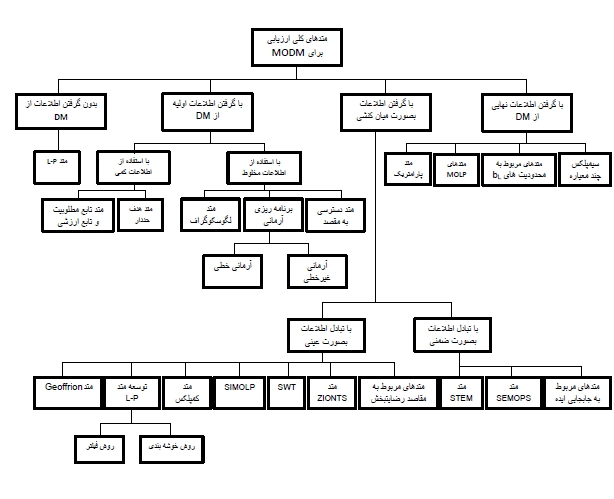 متدهای کلی ارزیابی
برای MODM
با گرفتن اطلاعات نهایی
از DM
با گرفتن اطلاعات
بصورت میان کنشی
با گرفتن اطلاعات اولیه
از DM
بدون گرفتن اطلاعات از
DM
سیمپلکس
چند معیاره
متدهای مربوط به
محدودیت های bL
متدهای
MOLP
متد
پارامتریک
با استفاده از
اطلاعات مخلوط
با استفاده از
اطلاعات کمی
متد L-P
متد دسترسی
به مقصد
برنامه ریزی
آرمانی
متد
لگوسکوگراف
متد هدف
حددار
متد تابع مطلوبیت
و تابع ارزشی
آرمانی
غیرخطی
آرمانی خطی
با تبادل اطلاعات
بصورت ضمنی
با تبادل اطلاعات
بصورت عینی
متدهای مربوط
به جابجایی ایده
متد
SEMOPS
متد
STEM
متدهای مربوط به
مقاصد رضایتبخش
متد
ZIONTS
SWT
SIMOLP
متد
کمپلکس
توسعه متد
L-P
متد Geoffrion
روش خوشه بندی
روش فیلتر